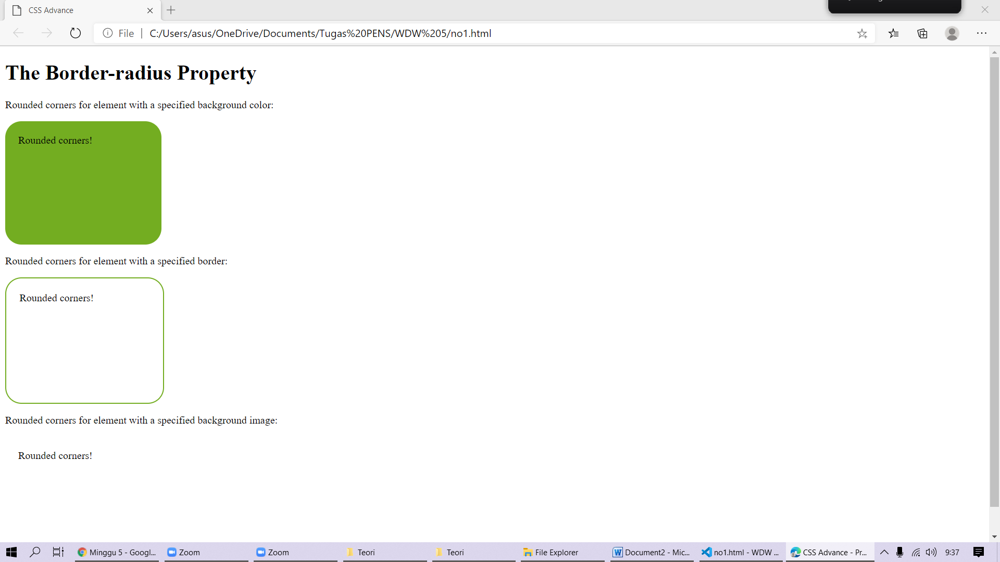 CSS Advance
File
C:/Users/asus/OneDrive/Documents/Tugas%20PENS/WDW%205/no1.html
The Border-radius Property
Rounded corners for element with a specified background color:
Rounded corners!
Rounded corners for element with a specified border:
Rounded corners!
Rounded corners for element with a specified background image:
Rounded corners!
Minggu 5 - Googl... Zoom Zoom Teori Teori File Explorer Document2 - Mic... no1.html - WDW ... CSS Advance - Pr... 9:37